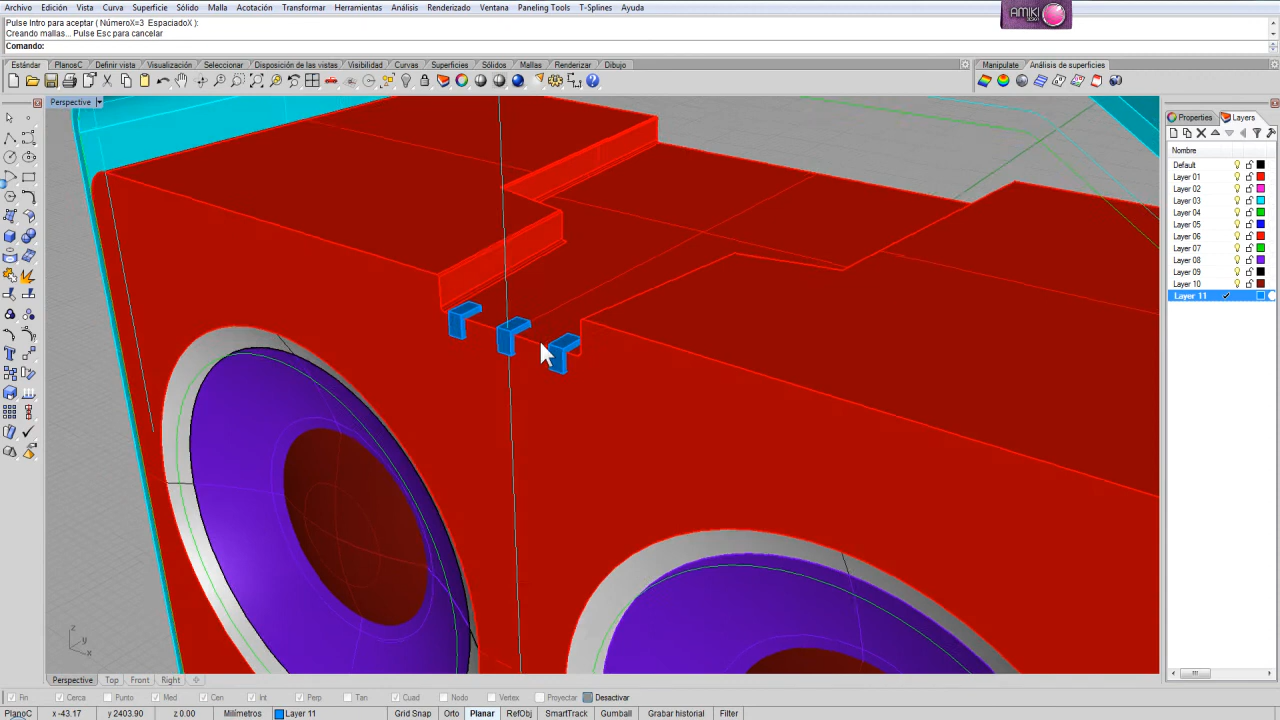 Archivo Edición Vista Curva Superficie Sólido Malla Acotación Transformar Herramientas Análisis Renderizado Ventana Paneling Tools T-Splines Ayuda
AMIKI
Pulse Intro para aceptar ( NúmeroX=3 EspaciadoX ):
Creando mallas... Pulse Esc para cancelar
Comando:
Estándar PlanosC Definir vista Visualización Seleccionar Disposición de las vistas Visibilidad Curvas Superficies Sólidos Mallas Renderizar Dibujo Manipulate Análisis de superficies
Perspective
Properties Layers
Nombre
Default
Layer 01
Layer 02
Layer 03
Layer 04
Layer 05
Layer 06
Layer 07
Layer 08
Layer 09
Layer 10
Layer 11
z
y
x
Perspective Top Front Right
Fin Cerca Punto Med Cen Int Perp Tan Cuad Nodo Vertex Proyectar Desactivar
PlanoC x -43.17 y 2403.90 z 0.00 Milímetros Layer 11 Grid Snap Orto Planar RefObj SmartTrack Gumball Grabar historial Filter